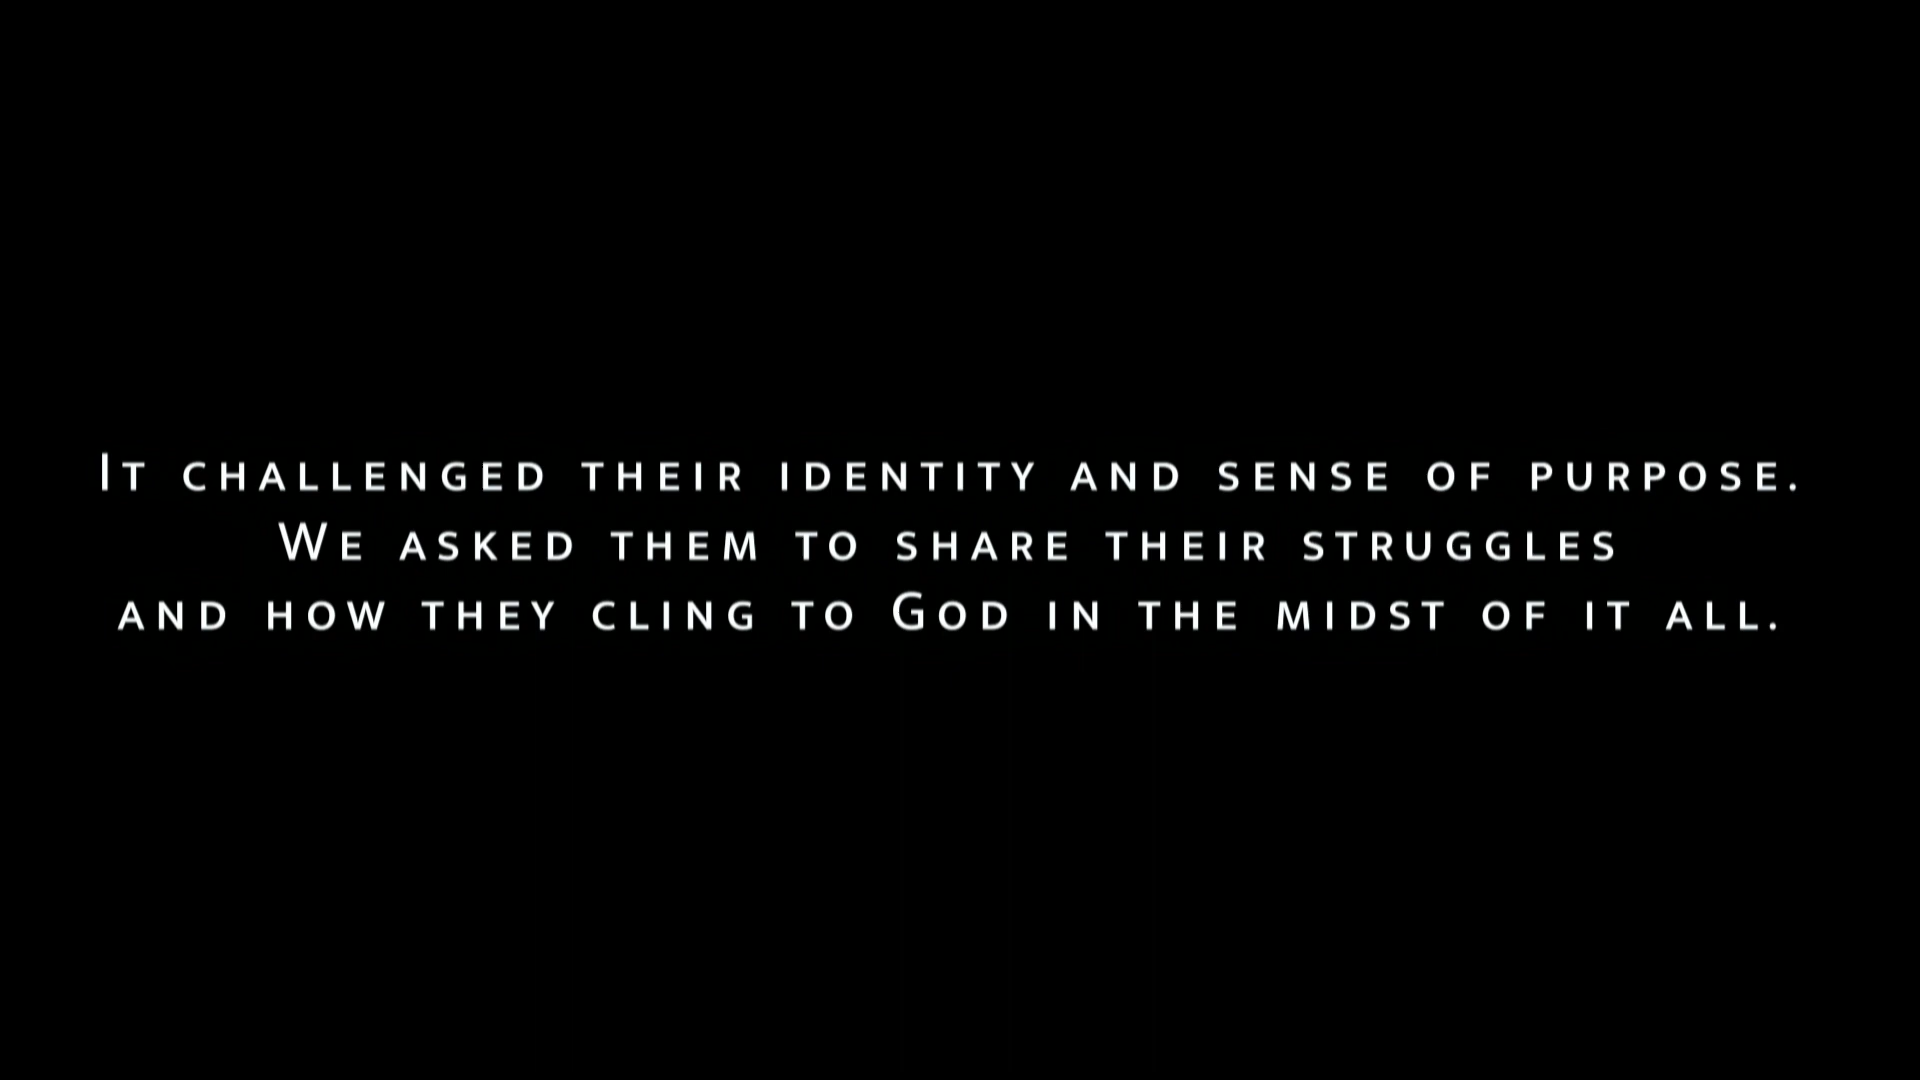 It challenged their identity and sense of purpose.
We asked them to share their struggles
and how they cling to God in the midst of it all.